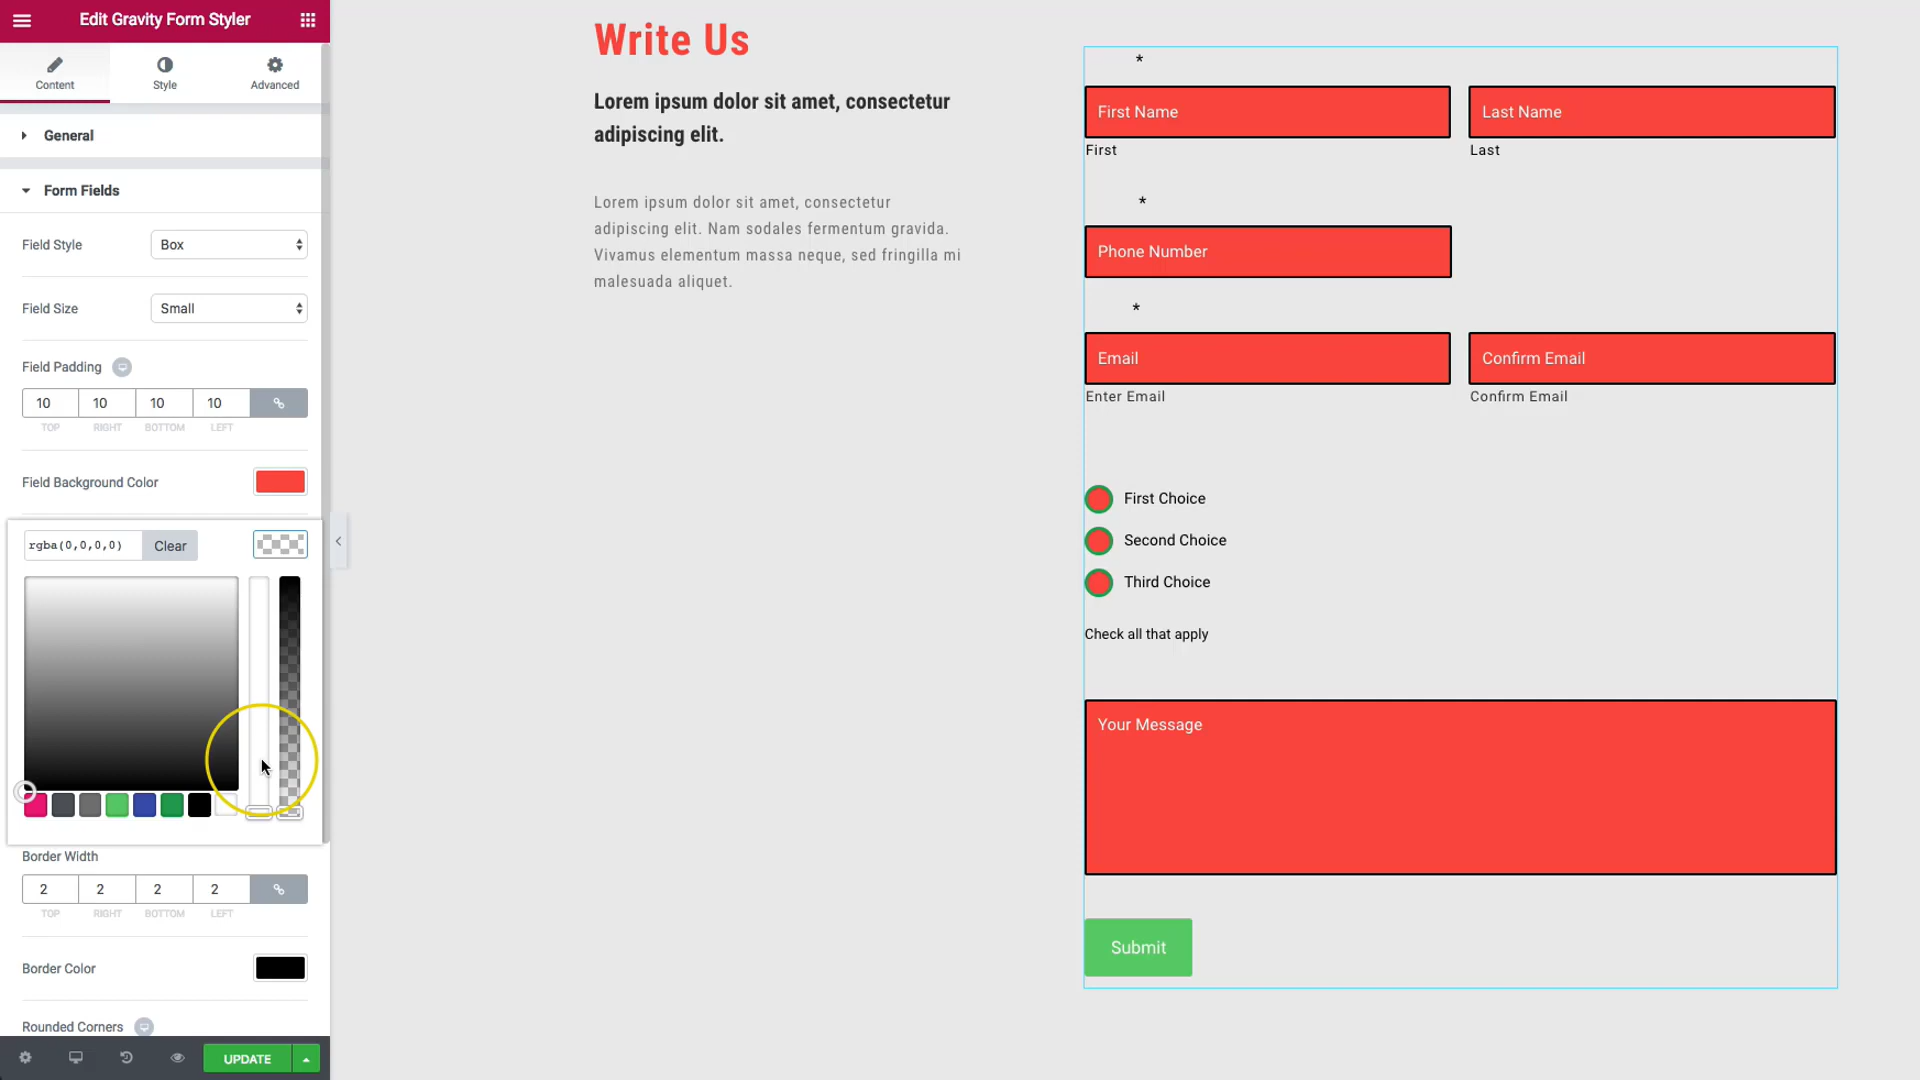 Edit Gravity Form Styler
Content
Style
Advanced
General
Form Fields
Field Style
Box
Field Size
Small
Field Padding
10
10
10
10
TOP
RIGHT
BOTTOM
LEFT
Field Background Color
rgba(0,0,0,0)
Clear
Border Width
2
2
2
2
TOP
RIGHT
BOTTOM
LEFT
Border Color
Rounded Corners
UPDATE
Write Us
Lorem ipsum dolor sit amet, consectetur
adipiscing elit.
Lorem ipsum dolor sit amet, consectetur
adipiscing elit. Nam sodales fermentum gravida.
Vivamus elementum massa neque, sed fringilla mi
malesuada aliquet.
*
First Name
Last Name
First
Last
*
Phone Number
*
Email
Confirm Email
Enter Email
Confirm Email
First Choice
Second Choice
Third Choice
Check all that apply
Your Message
Submit